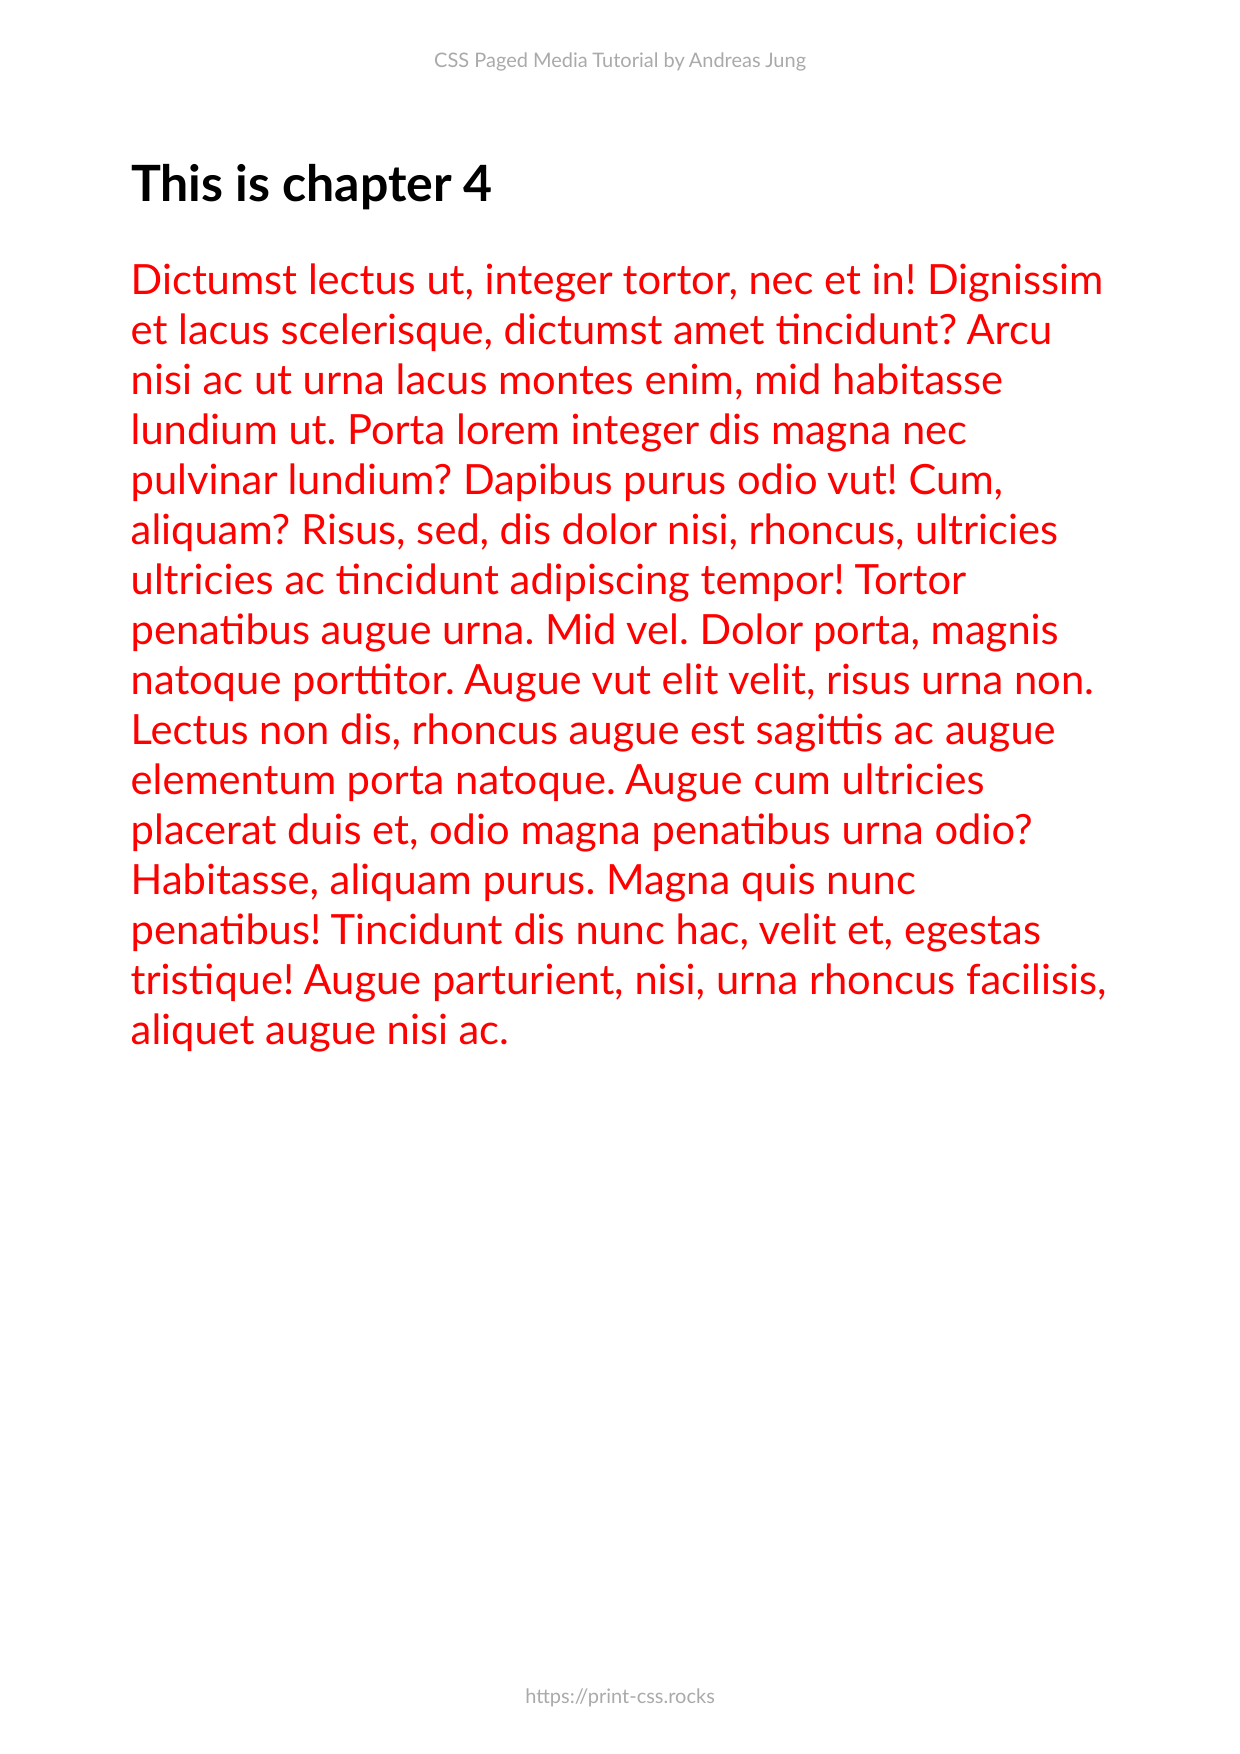 CSS Paged Media Tutorial by Andreas Jung
This is chapter 4
Dictumst lectus ut, integer tortor, nec et in! Dignissim
et lacus scelerisque, dictumst amet tincidunt? Arcu
nisi ac ut urna lacus montes enim, mid habitasse
lundium ut. Porta lorem integer dis magna nec
pulvinar lundium? Dapibus purus odio vut! Cum,
aliquam? Risus, sed, dis dolor nisi, rhoncus, ultricies
ultricies ac tincidunt adipiscing tempor! Tortor
penatibus augue urna. Mid vel. Dolor porta, magnis
natoque porttitor. Augue vut elit velit, risus urna non.
Lectus non dis, rhoncus augue est sagittis ac augue
elementum porta natoque. Augue cum ultricies
placerat duis et, odio magna penatibus urna odio?
Habitasse, aliquam purus. Magna quis nunc
penatibus! Tincidunt dis nunc hac, velit et, egestas
tristique! Augue parturient, nisi, urna rhoncus facilisis,
aliquet augue nisi ac.
https://print-css.rocks